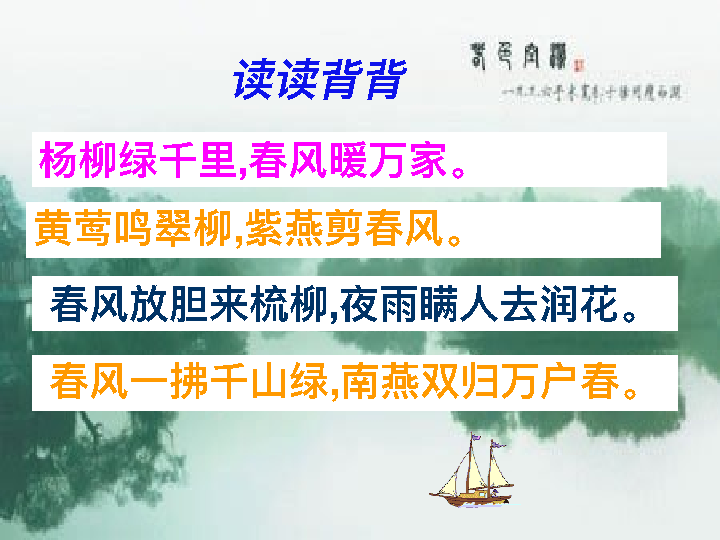 读读背背
杨柳绿千里,春风暖万家。
黄莺鸣翠柳,紫燕剪春风。
春风放胆来梳柳,夜雨瞒人去润花。
春风一拂千山绿,南燕双归万户春。